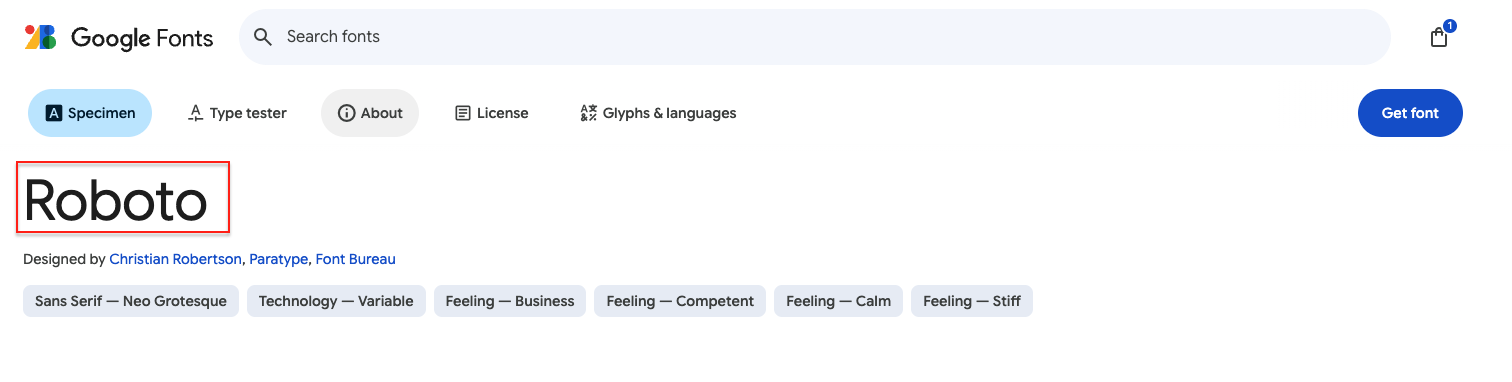 Google Fonts
Search fonts
1
Specimen
Type tester
About
License
Glyphs & languages
Get font
Roboto
Designed by Christian Robertson, Paratype, Font Bureau
Sans Serif — Neo Grotesque
Technology — Variable
Feeling — Business
Feeling — Competent
Feeling — Calm
Feeling — Stiff